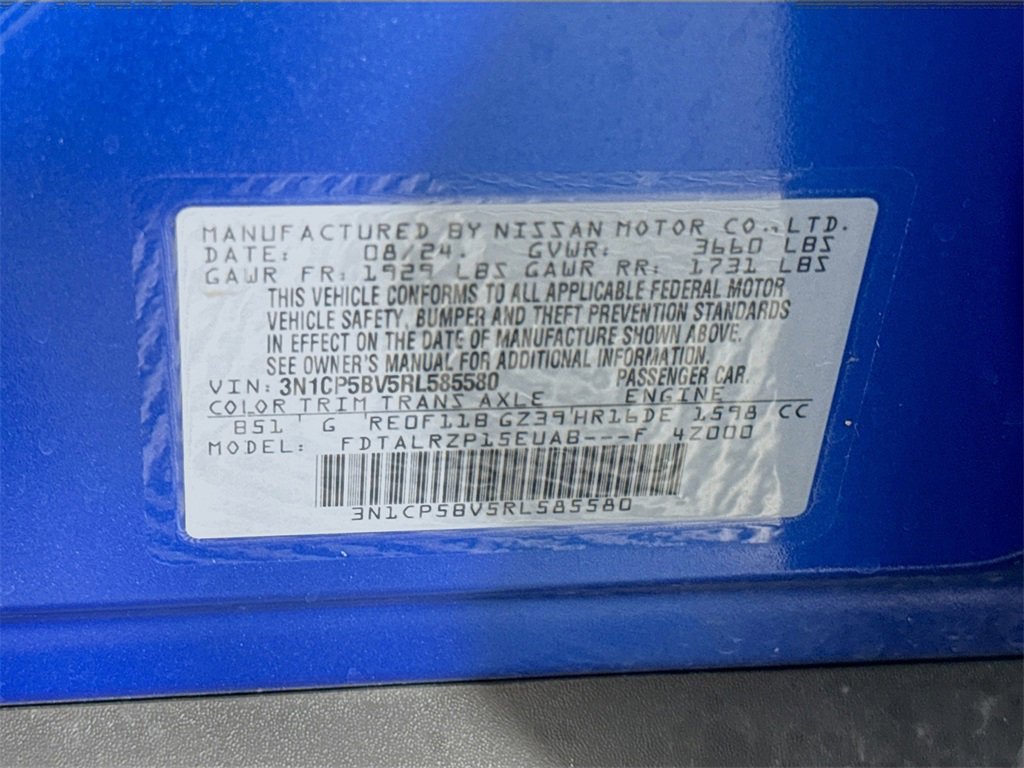 MANUFACTURED BY NISSAN MOTOR CO.,LTD.
DATE: 08/24. GVWR: 3660 LBS
GAWR FR: 1929 LBS GAWR RR: 1731 LBS
THIS VEHICLE CONFORMS TO ALL APPLICABLE FEDERAL MOTOR
VEHICLE SAFETY, BUMPER AND THEFT PREVENTION STANDARDS
IN EFFECT ON THE DATE OF MANUFACTURE SHOWN ABOVE.
SEE OWNER'S MANUAL FOR ADDITIONAL INFORMATION.
VIN: 3N1CP5BV5RL585580 PASSENGER CAR.
COLOR TRIM TRANS AXLE ENGINE
B51 G RE0F11B GZ39 HR16DE 1598 CC
MODEL: FDTALRZP15EUAB---F 4Z000
3N1CP5BV5RL585580